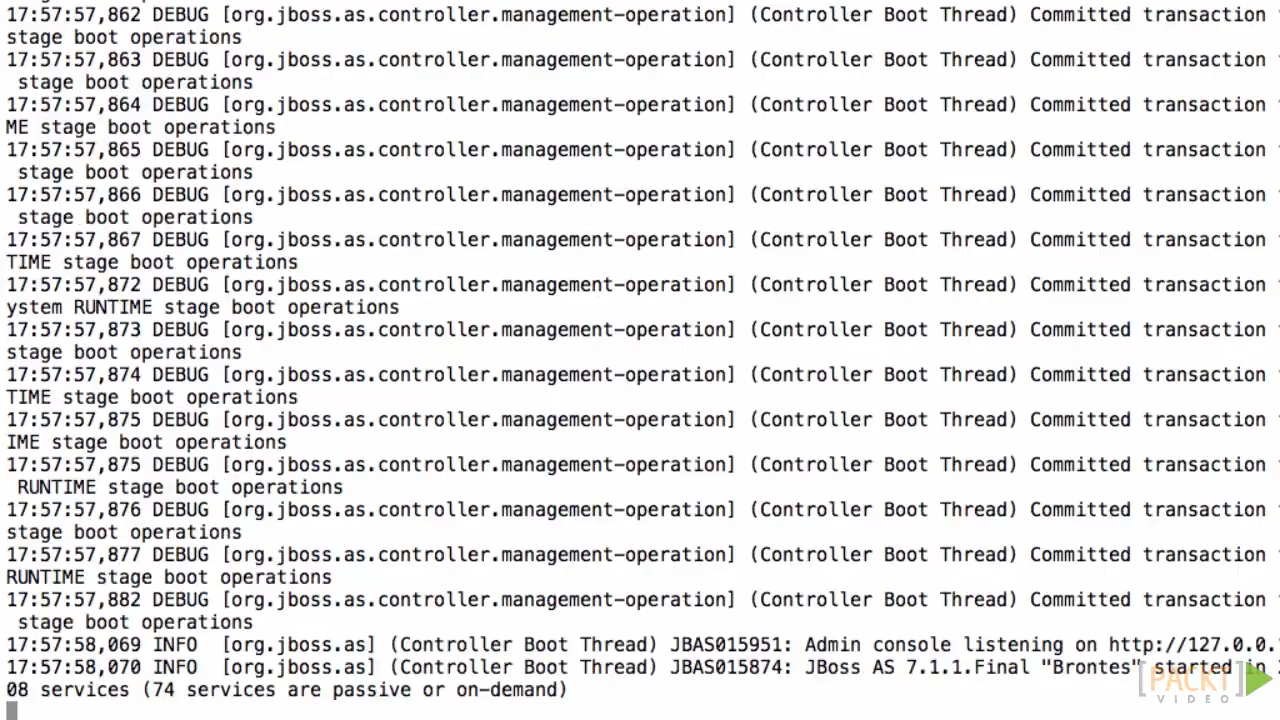 17:57:57,862 DEBUG [org.jboss.as.controller.management-operation] (Controller Boot Thread) Committed transaction
stage boot operations
17:57:57,863 DEBUG [org.jboss.as.controller.management-operation] (Controller Boot Thread) Committed transaction
stage boot operations
17:57:57,864 DEBUG [org.jboss.as.controller.management-operation] (Controller Boot Thread) Committed transaction
ME stage boot operations
17:57:57,865 DEBUG [org.jboss.as.controller.management-operation] (Controller Boot Thread) Committed transaction
stage boot operations
17:57:57,866 DEBUG [org.jboss.as.controller.management-operation] (Controller Boot Thread) Committed transaction
stage boot operations
17:57:57,867 DEBUG [org.jboss.as.controller.management-operation] (Controller Boot Thread) Committed transaction
TIME stage boot operations
17:57:57,872 DEBUG [org.jboss.as.controller.management-operation] (Controller Boot Thread) Committed transaction
ystem RUNTIME stage boot operations
17:57:57,873 DEBUG [org.jboss.as.controller.management-operation] (Controller Boot Thread) Committed transaction
stage boot operations
17:57:57,874 DEBUG [org.jboss.as.controller.management-operation] (Controller Boot Thread) Committed transaction
TIME stage boot operations
17:57:57,875 DEBUG [org.jboss.as.controller.management-operation] (Controller Boot Thread) Committed transaction
IME stage boot operations
17:57:57,875 DEBUG [org.jboss.as.controller.management-operation] (Controller Boot Thread) Committed transaction
RUNTIME stage boot operations
17:57:57,876 DEBUG [org.jboss.as.controller.management-operation] (Controller Boot Thread) Committed transaction
stage boot operations
17:57:57,877 DEBUG [org.jboss.as.controller.management-operation] (Controller Boot Thread) Committed transaction
RUNTIME stage boot operations
17:57:57,882 DEBUG [org.jboss.as.controller.management-operation] (Controller Boot Thread) Committed transaction
stage boot operations
17:57:58,069 INFO [org.jboss.as] (Controller Boot Thread) JBAS015951: Admin console listening on http://127.0.0.
17:57:58,070 INFO [org.jboss.as] (Controller Boot Thread) JBAS015874: JBoss AS 7.1.1.Final "Brontes" started in
08 services (74 services are passive or on-demand)
[PACKT]
VIDEO